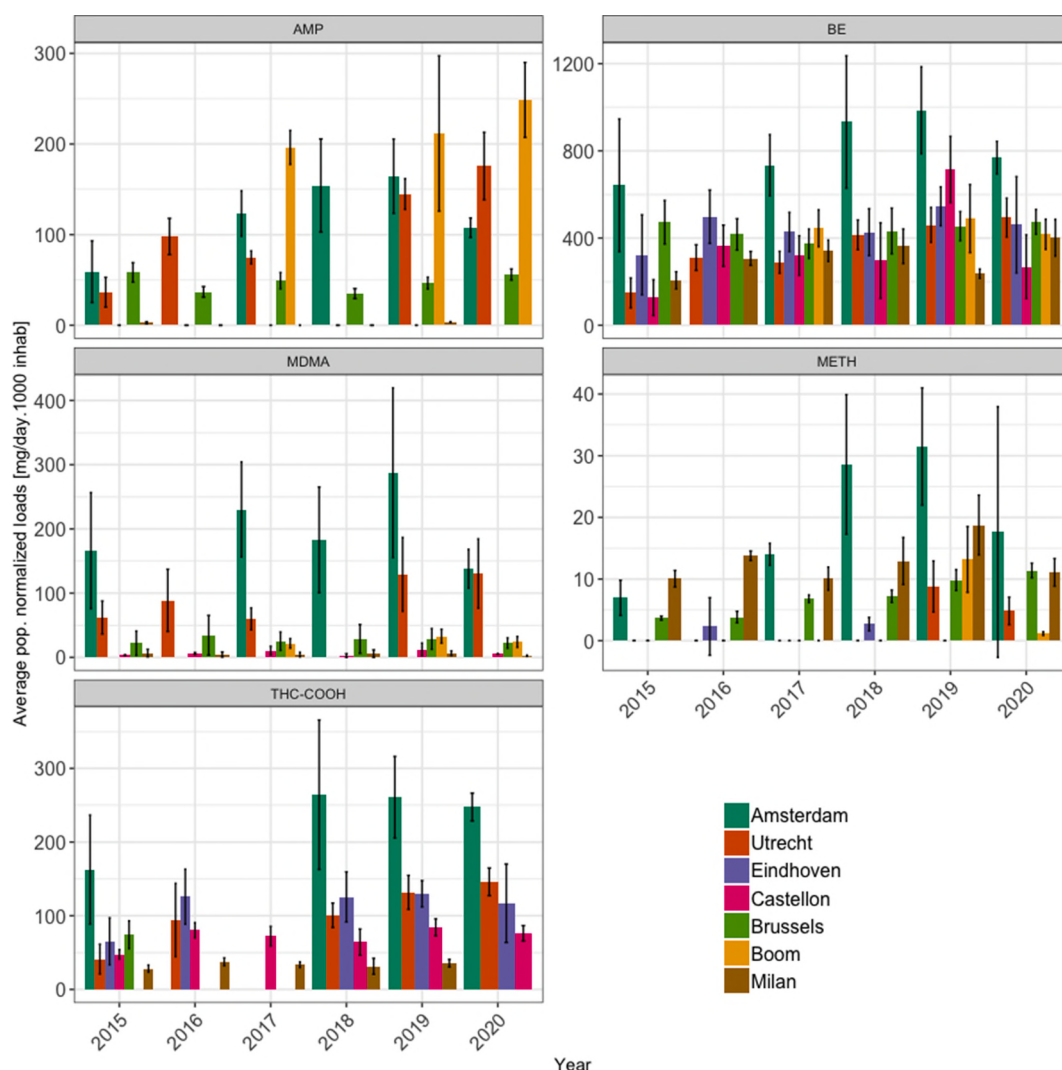 AMP
BE
300
200
100
0
1200
800
400
0
MDMA
METH
400
300
200
100
0
40
30
20
10
0
2015
2016
2017
2018
2019
2020
THC-COOH
300
200
100
0
2015
2016
2017
2018
2019
2020
Average pop. normalized loads [mg/day.1000 inhab]
Year
Amsterdam
Utrecht
Eindhoven
Castellon
Brussels
Boom
Milan